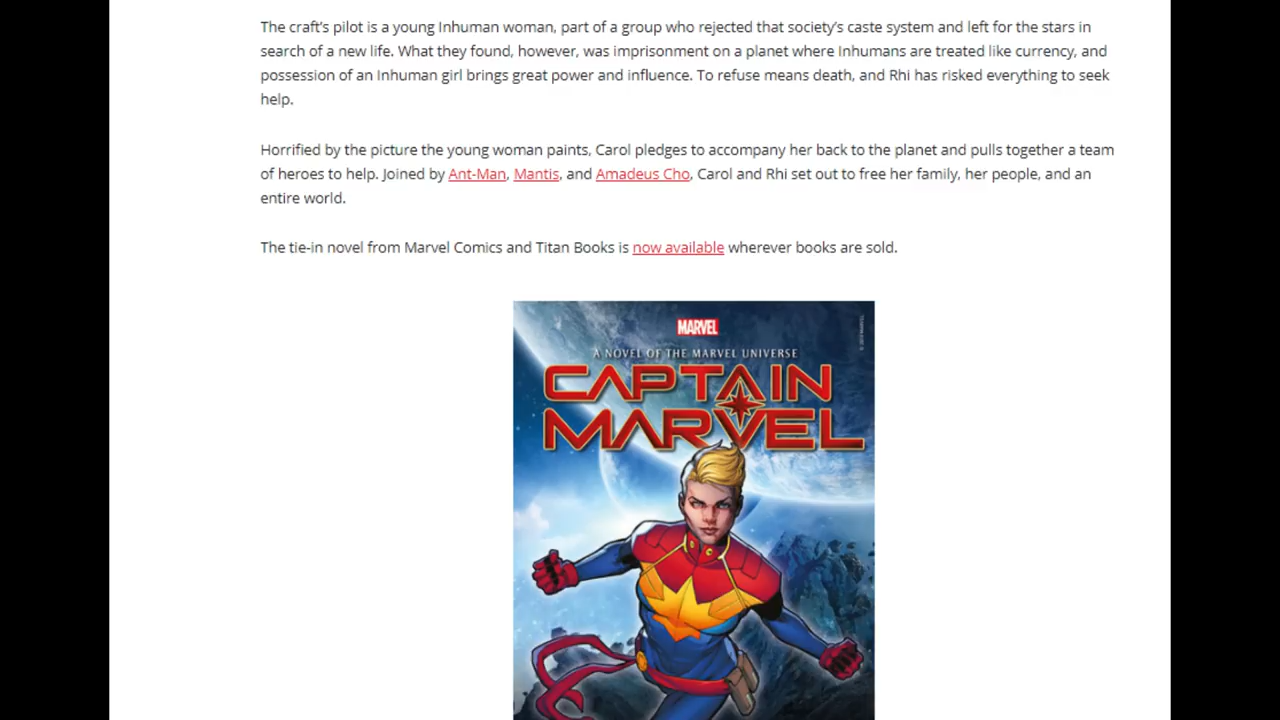 The craft's pilot is a young Inhuman woman, part of a group who rejected that society's caste system and left for the stars in
search of a new life. What they found, however, was imprisonment on a planet where Inhumans are treated like currency, and
possession of an Inhuman girl brings great power and influence. To refuse means death, and Rhi has risked everything to seek
help.
Horrified by the picture the young woman paints, Carol pledges to accompany her back to the planet and pulls together a team
of heroes to help. Joined by Ant-Man, Mantis, and Amadeus Cho, Carol and Rhi set out to free her family, her people, and an
entire world.
The tie-in novel from Marvel Comics and Titan Books is now available wherever books are sold.
MARVEL
A NOVEL OF THE MARVEL UNIVERSE
CAPTAIN
MARVEL